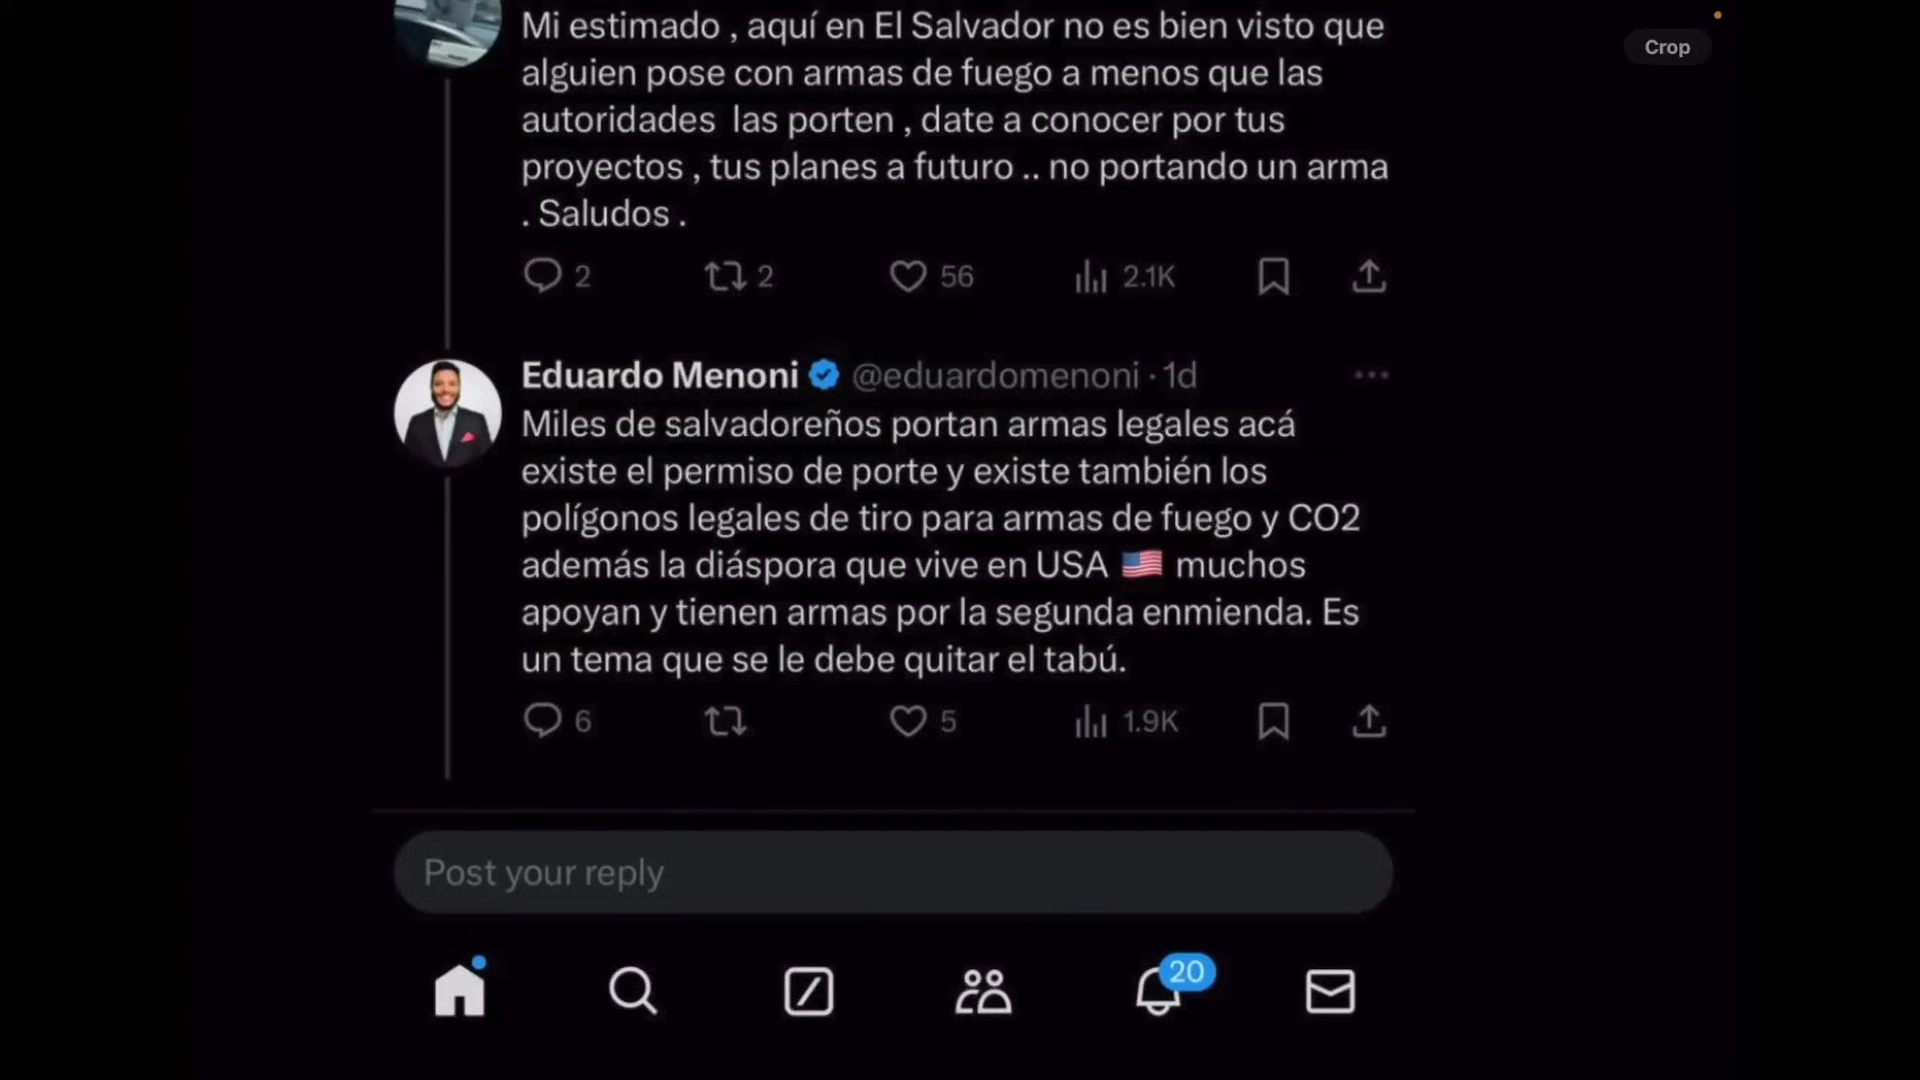 Crop
Mi estimado , aquí en El Salvador no es bien visto que
alguien pose con armas de fuego a menos que las
autoridades  las porten , date a conocer por tus
proyectos , tus planes a futuro .. no portando un arma
. Saludos .
2 2 56 2.1K
Eduardo Menoni @eduardomenoni · 1d
Miles de salvadoreños portan armas legales acá
existe el permiso de porte y existe también los
polígonos legales de tiro para armas de fuego y CO2
además la diáspora que vive en USA 🇺🇸 muchos
apoyan y tienen armas por la segunda enmienda. Es
un tema que se le debe quitar el tabú.
6 5 1.9K
Post your reply
20